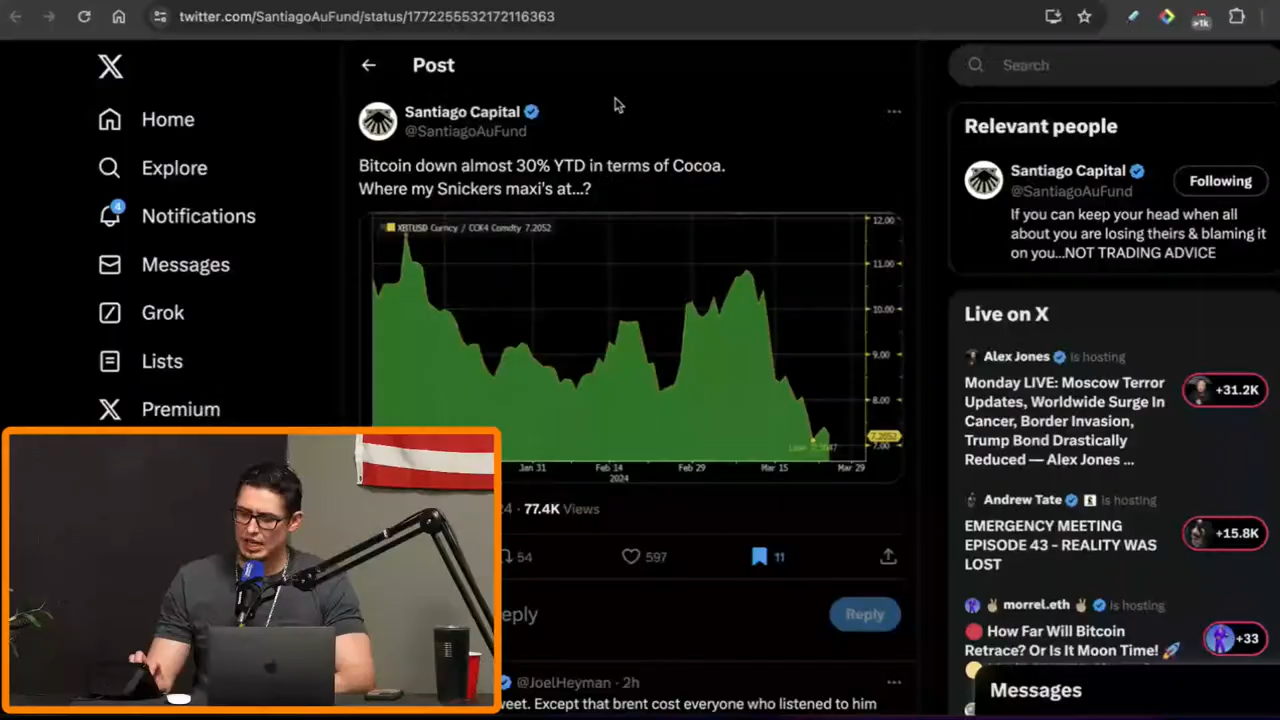 twitter.com/SantiagoAuFund/status/1772255532172116363
>1k
Home
Explore
4
Notifications
Messages
Grok
Lists
Premium
Post
Santiago Capital
@SantiagoAuFund
Bitcoin down almost 30% YTD in terms of Cocoa.
Where my Snickers maxi's at...?
XBTUSD Curncy / CCK4 Comdty 7.2052
12.00
11.00
10.00
9.00
8.00
7.2052
7.00
Jan 31
Feb 14
Feb 29
Mar 15
Mar 29
2024
24 · 77.4K Views
54
597
11
eply
Reply
@JoelHeyman · 2h
weet. Except that brent cost everyone who listened to him
Search
Relevant people
Santiago Capital
@SantiagoAuFund
Following
If you can keep your head when all
about you are losing theirs & blaming it
on you...NOT TRADING ADVICE
Live on X
Alex Jones is hosting
Monday LIVE: Moscow Terror
Updates, Worldwide Surge In
Cancer, Border Invasion,
Trump Bond Drastically
Reduced — Alex Jones ...
+31.2K
Andrew Tate is hosting
EMERGENCY MEETING
EPISODE 43 - REALITY WAS
LOST
+15.8K
morrel.eth is hosting
How Far Will Bitcoin
Retrace? Or Is It Moon Time!
+33
Messages